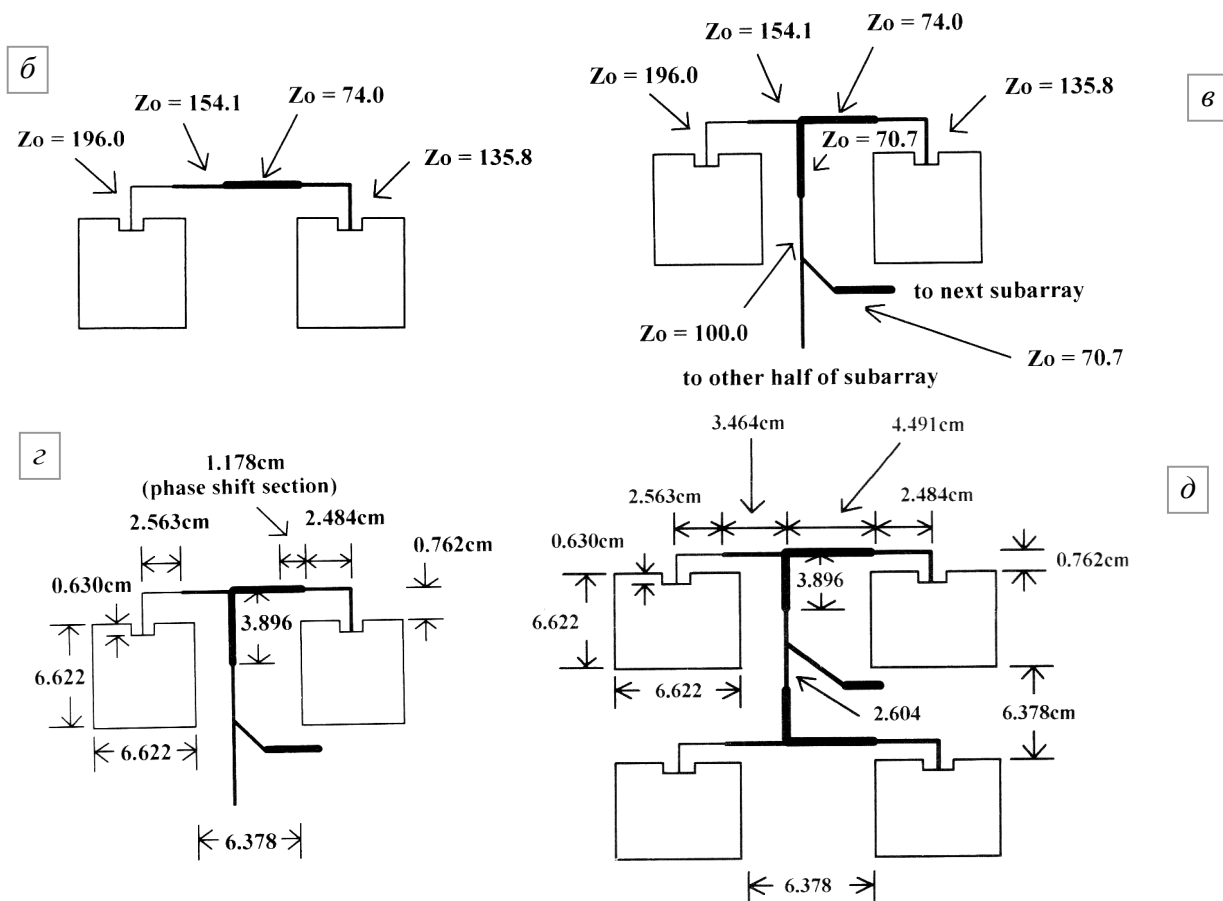 б
Zo = 154.1
Zo = 74.0
Zo = 196.0
Zo = 135.8
в
Zo = 154.1
Zo = 74.0
Zo = 196.0
Zo = 135.8
Zo = 70.7
to next subarray
Zo = 100.0
Zo = 70.7
to other half of subarray
г
1.178cm
(phase shift section)
2.563cm
2.484cm
0.762cm
0.630cm
3.896
6.622
6.622
6.378
д
3.464cm
4.491cm
2.563cm
2.484cm
0.630cm
0.762cm
3.896
6.622
6.622
2.604
6.378cm
6.378